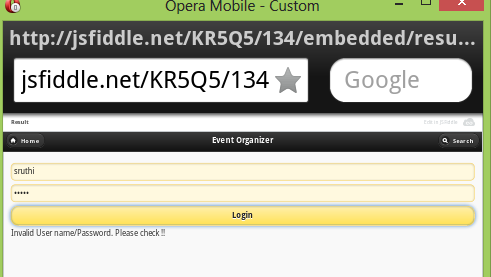 Opera Mobile - Custom
http://jsfiddle.net/KR5Q5/134/embedded/resu...
jsfiddle.net/KR5Q5/134
Google
Result
Edit in JSFiddle
Home
Event Organizer
Search
sruthi
•••••
Login
Invalid User name/Password. Please check !!